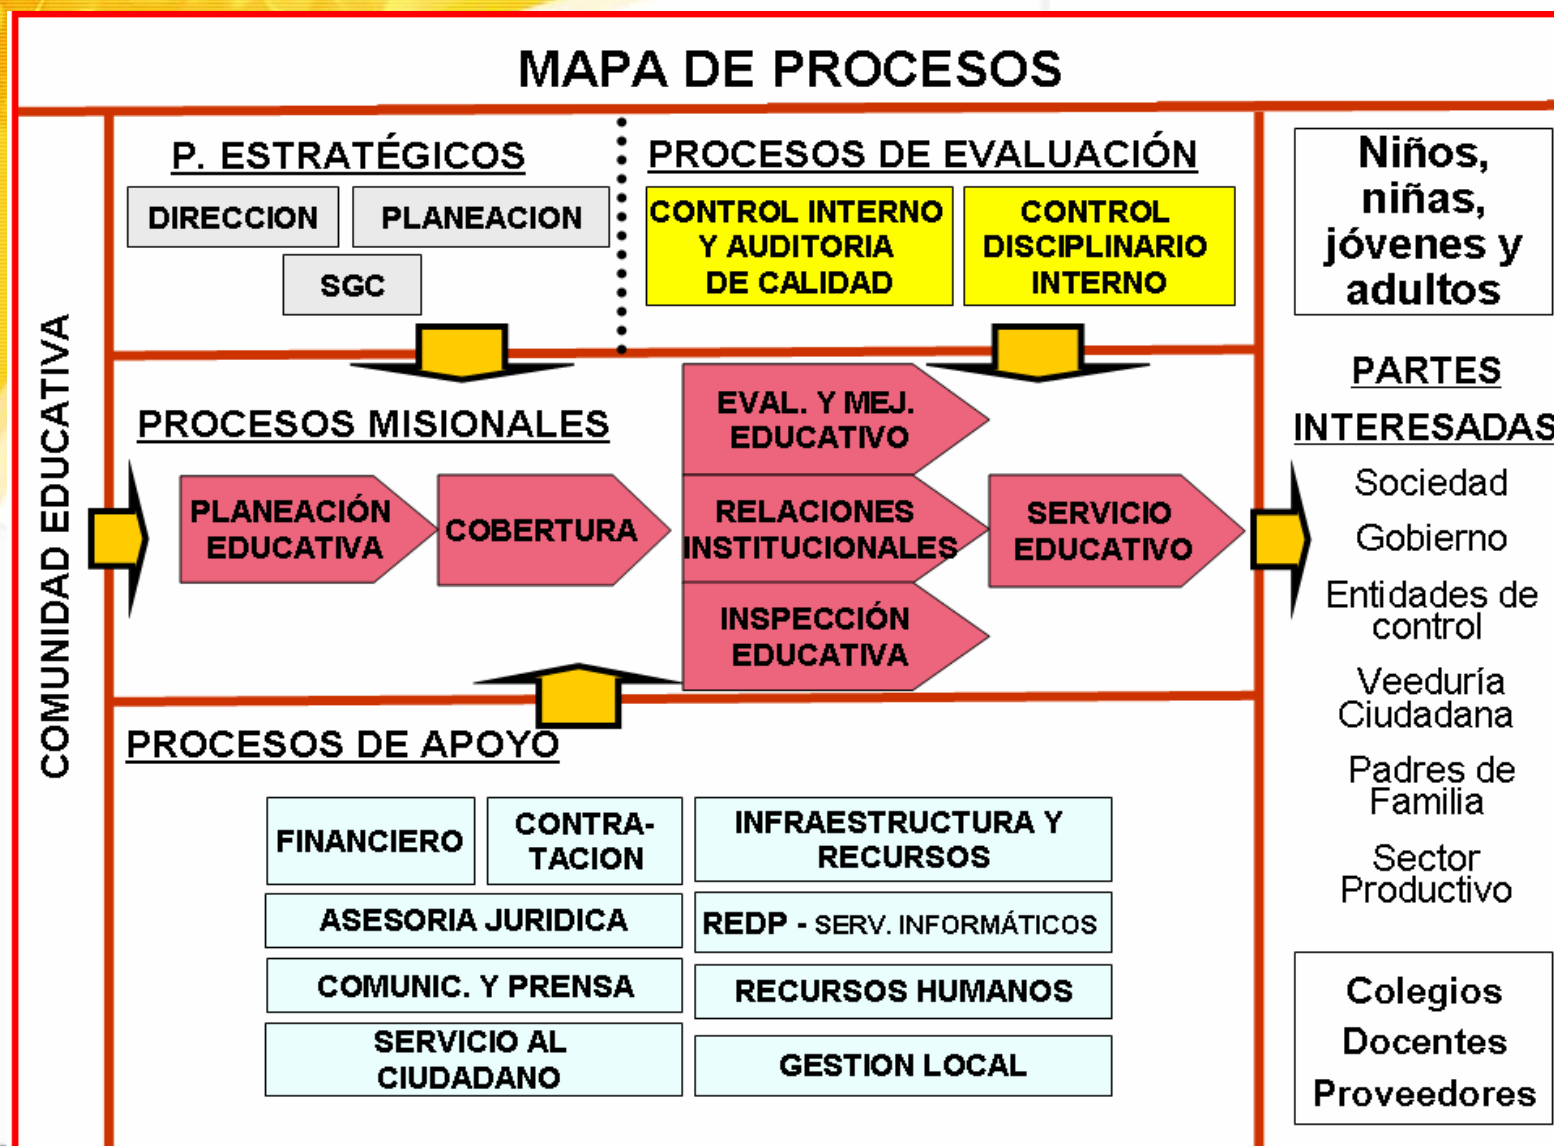 MAPA DE PROCESOS
COMUNIDAD EDUCATIVA
P. ESTRATÉGICOS
DIRECCION
PLANEACION
SGC
PROCESOS DE EVALUACIÓN
CONTROL INTERNO
Y AUDITORIA
DE CALIDAD
CONTROL
DISCIPLINARIO
INTERNO
PROCESOS MISIONALES
PLANEACIÓN
EDUCATIVA
COBERTURA
EVAL. Y MEJ.
EDUCATIVO
RELACIONES
INSTITUCIONALES
INSPECCIÓN
EDUCATIVA
SERVICIO
EDUCATIVO
PROCESOS DE APOYO
FINANCIERO
CONTRA-
TACION
INFRAESTRUCTURA Y
RECURSOS
ASESORIA JURIDICA
REDP - SERV. INFORMÁTICOS
COMUNIC. Y PRENSA
RECURSOS HUMANOS
SERVICIO AL
CIUDADANO
GESTION LOCAL
Niños,
niñas,
jóvenes y
adultos
PARTES
INTERESADAS
Sociedad
Gobierno
Entidades de
control
Veeduría
Ciudadana
Padres de
Familia
Sector
Productivo
Colegios
Docentes
Proveedores